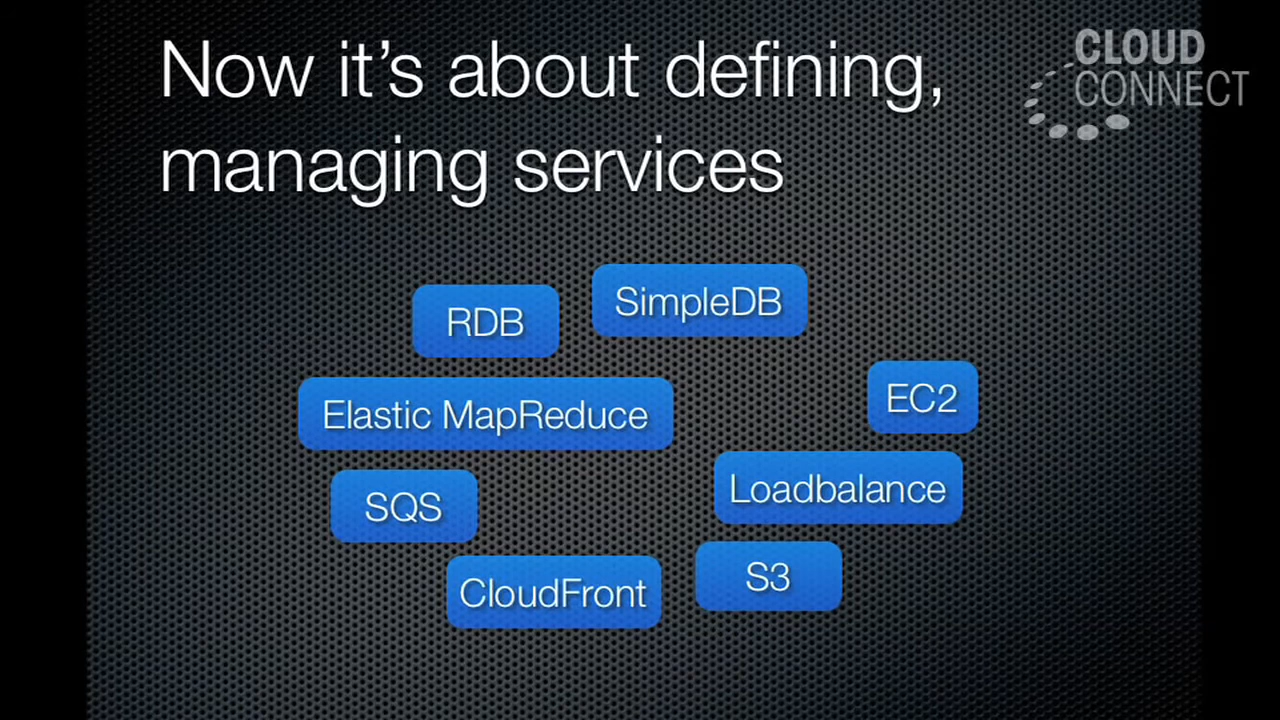 Now it's about defining,
managing services
CLOUD
CONNECT
RDB
SimpleDB
Elastic MapReduce
EC2
SQS
Loadbalance
CloudFront
S3